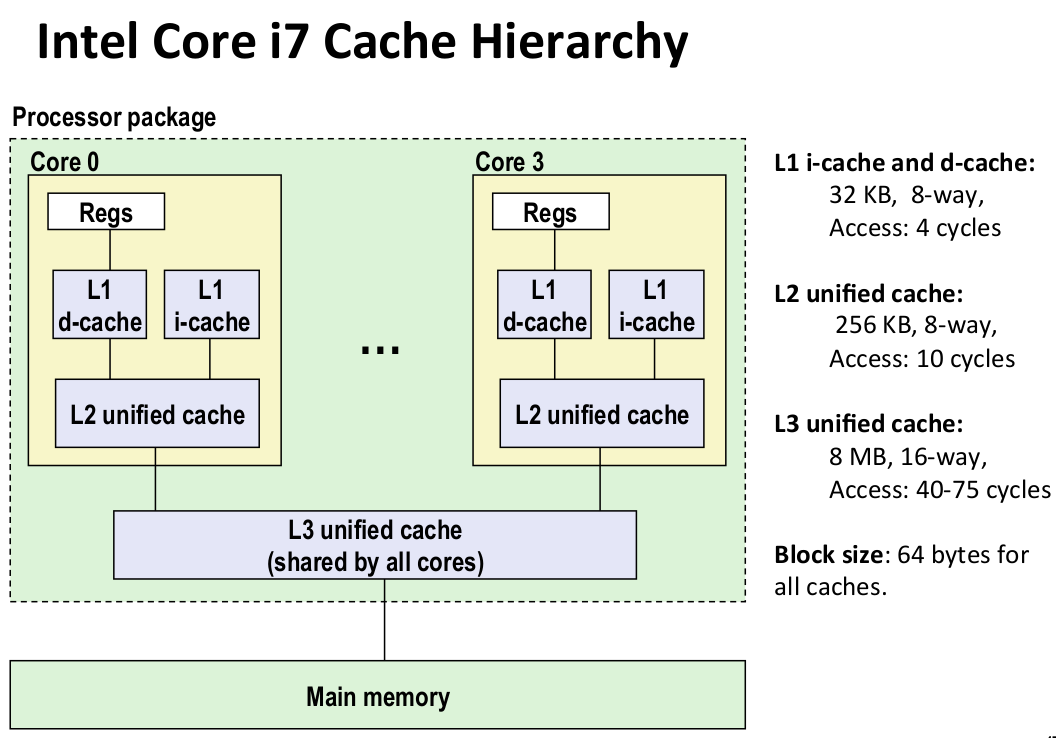 Intel Core i7 Cache Hierarchy
Processor package
Core 0
Regs
L1
d-cache
L1
i-cache
L2 unified cache
...
Core 3
Regs
L1
d-cache
L1
i-cache
L2 unified cache
L3 unified cache
(shared by all cores)
Main memory
L1 i-cache and d-cache:
32 KB, 8-way,
Access: 4 cycles
L2 unified cache:
256 KB, 8-way,
Access: 10 cycles
L3 unified cache:
8 MB, 16-way,
Access: 40-75 cycles
Block size: 64 bytes for
all caches.